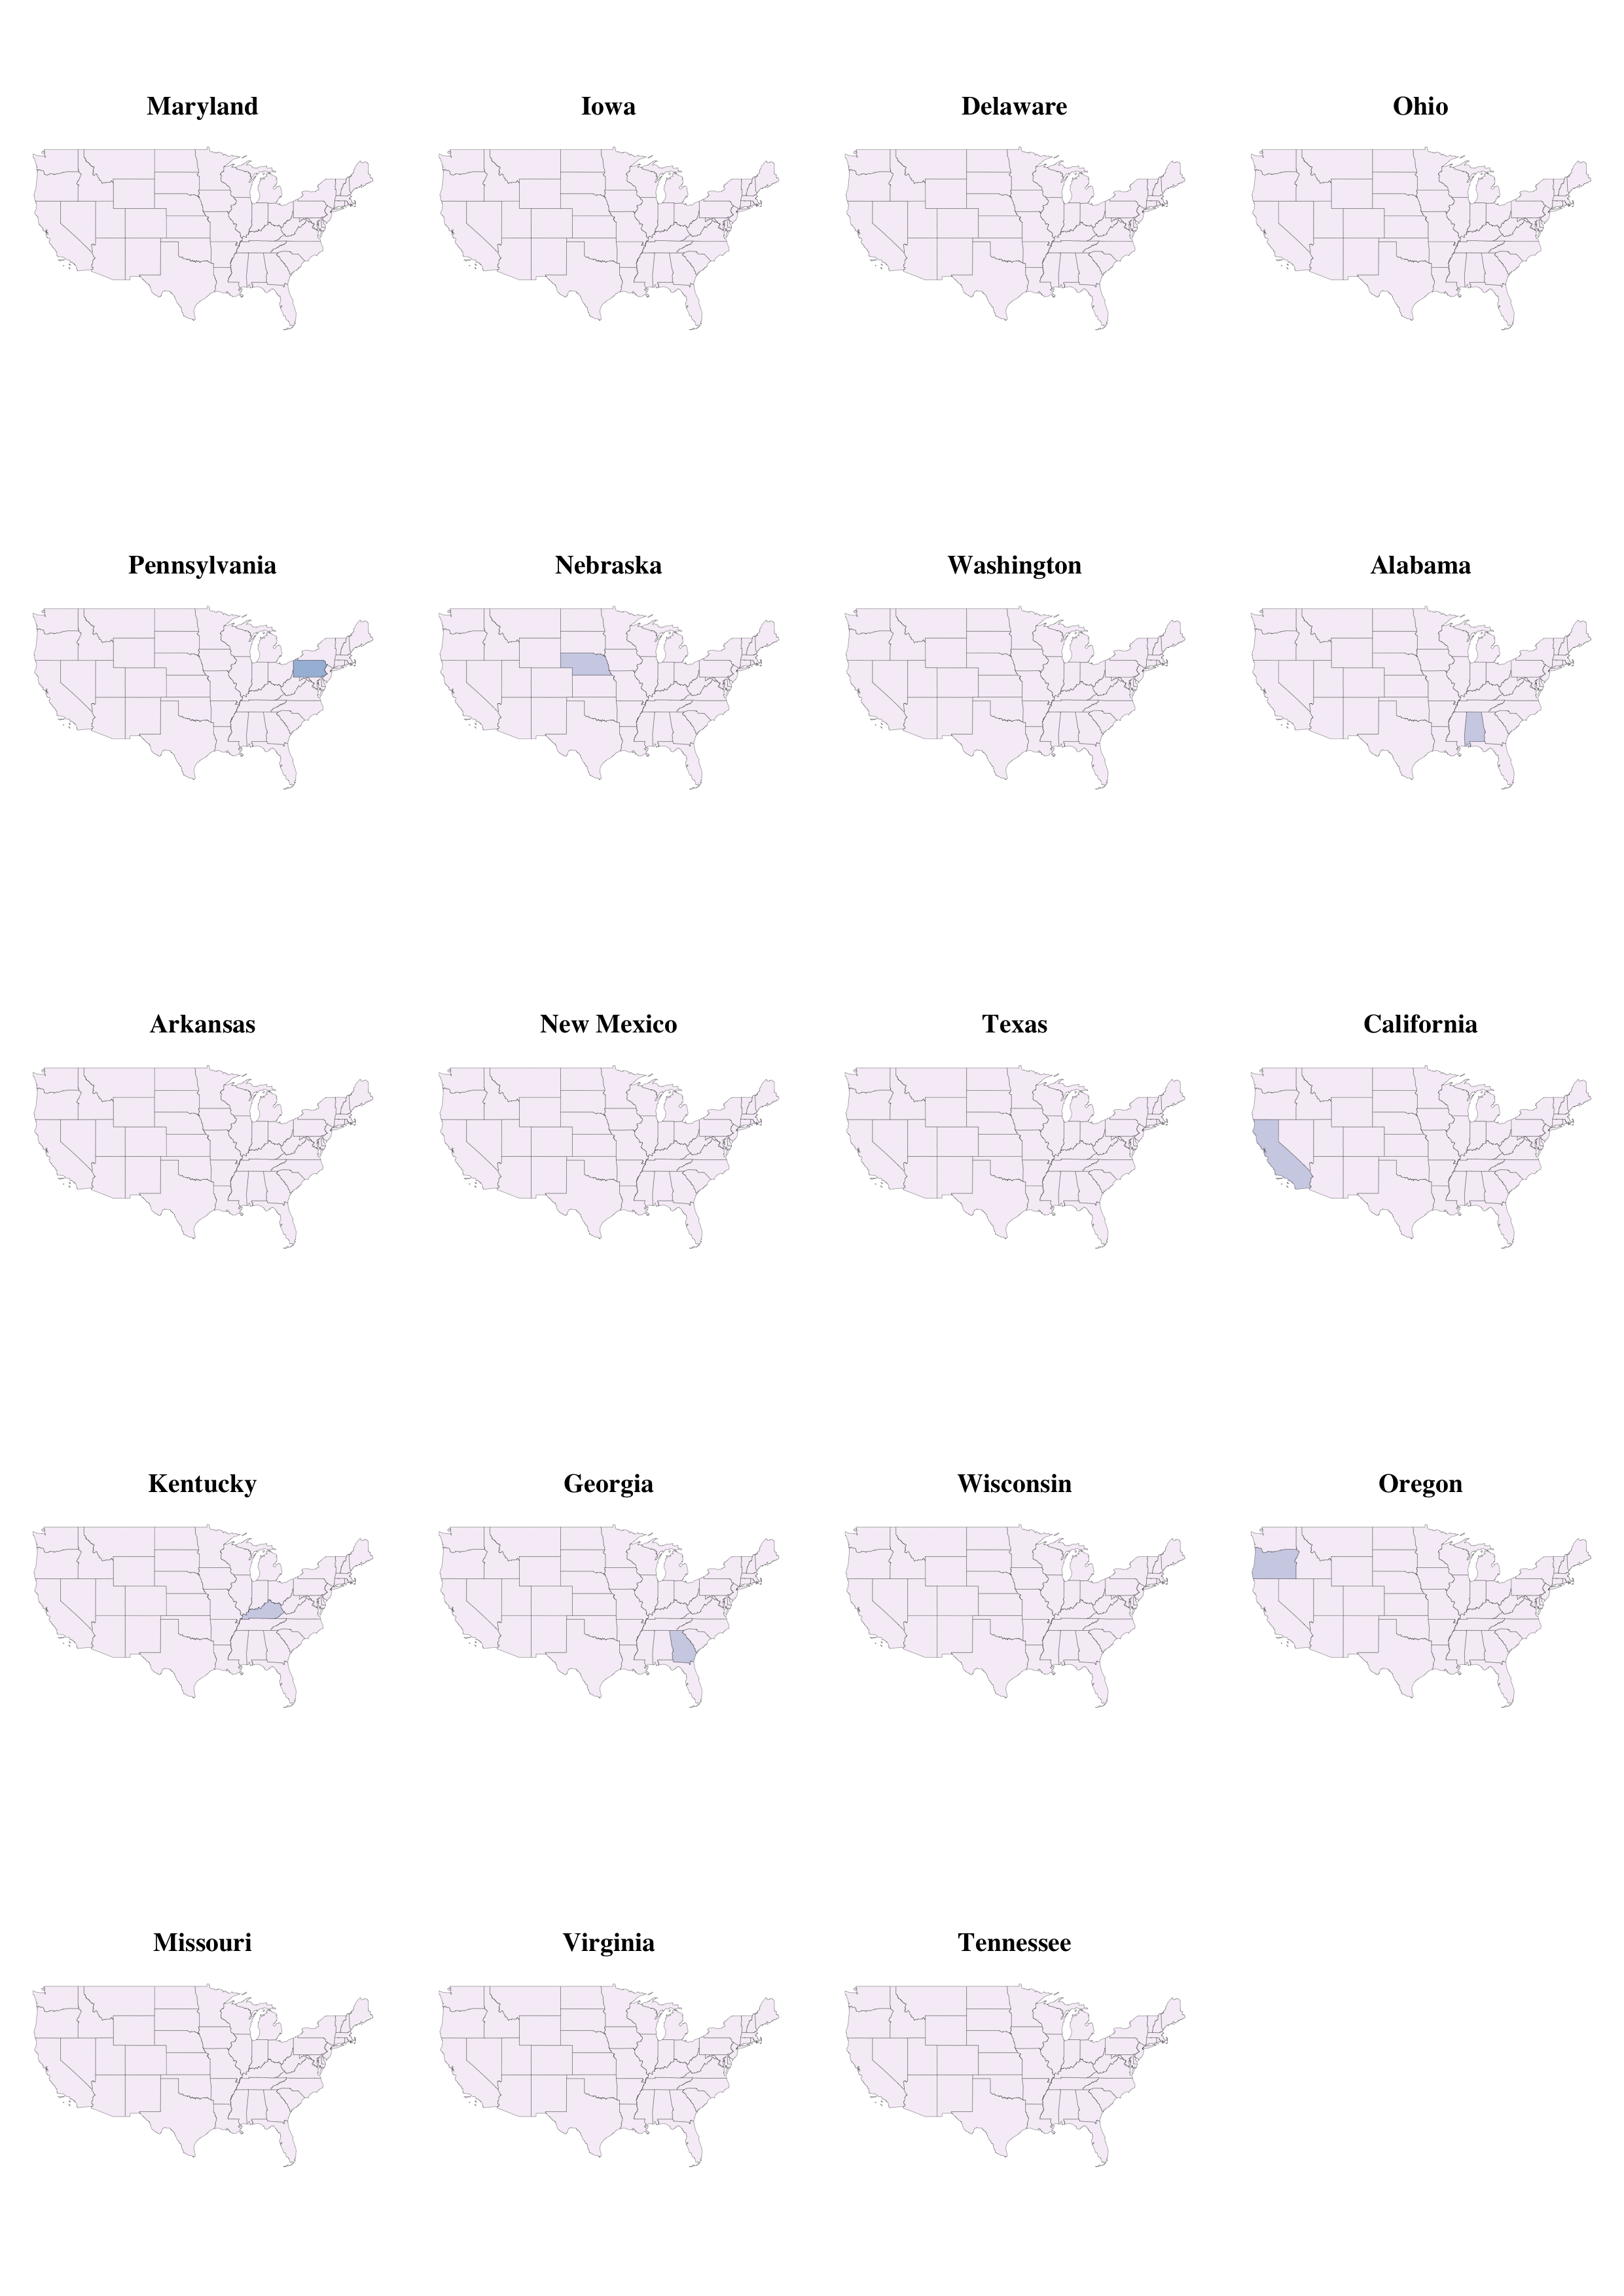 Maryland
Iowa
Delaware
Ohio
Pennsylvania
Nebraska
Washington
Alabama
Arkansas
New Mexico
Texas
California
Kentucky
Georgia
Wisconsin
Oregon
Missouri
Virginia
Tennessee